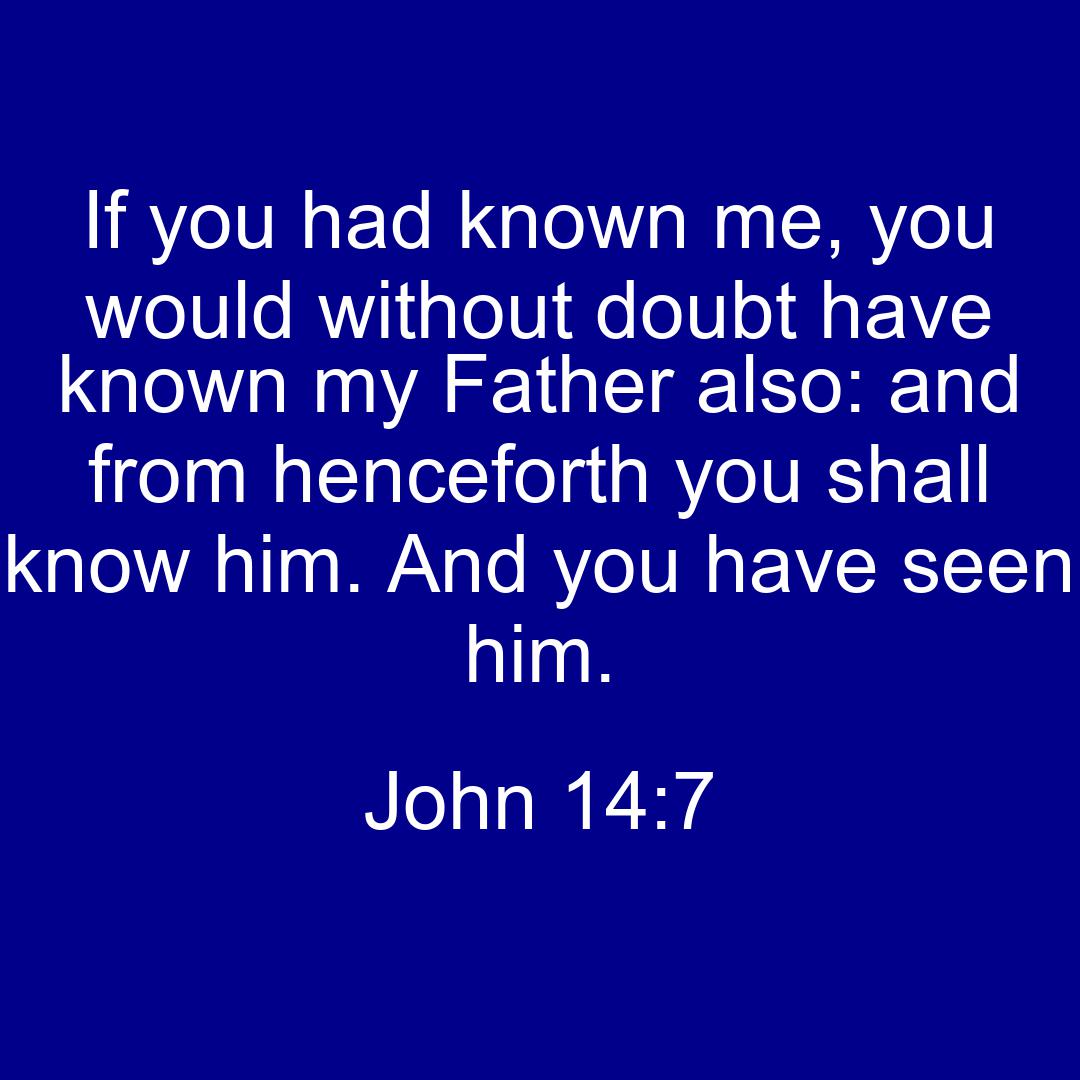 If you had known me, you
would without doubt have
known my Father also: and
from henceforth you shall
know him. And you have seen
him.
John 14:7